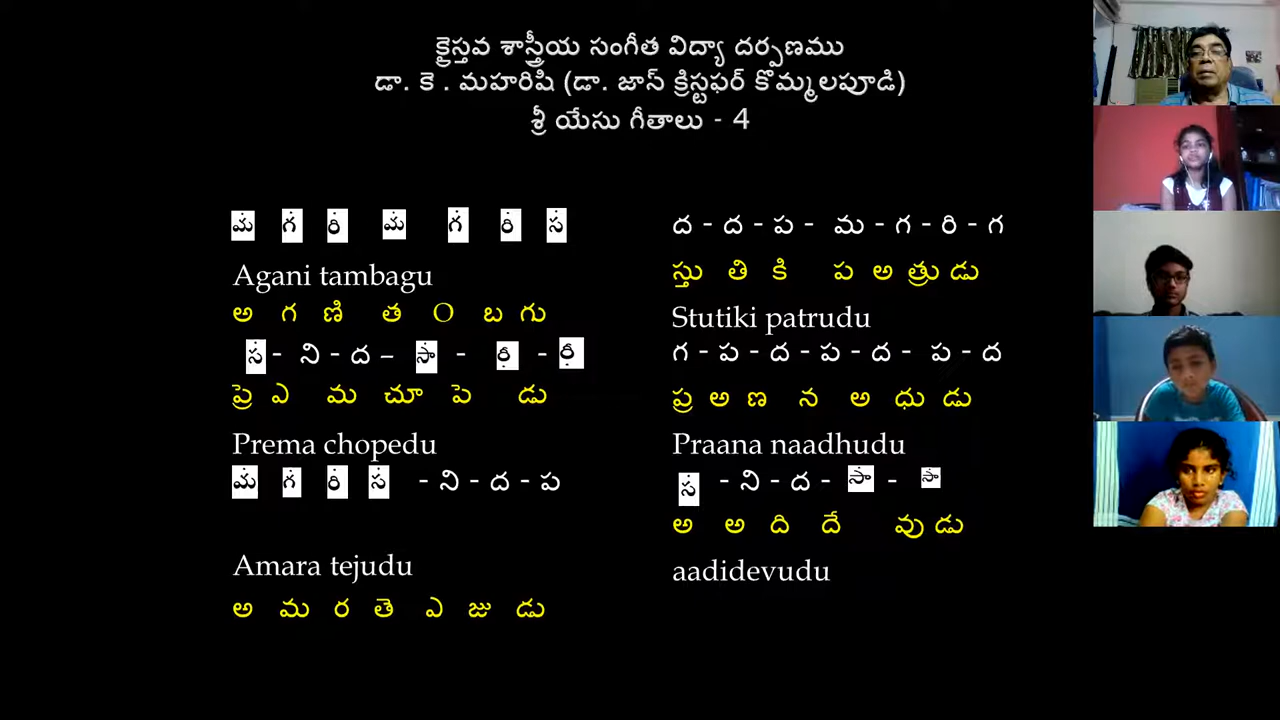 క్రైస్తవ శాస్త్రీయ సంగీత విద్యా దర్పణము
డా. కె . మహరిషి (డా. జాస్ క్రిస్టఫర్ కొమ్మలపూడి)
శ్రీ యేసు గీతాలు - 4
మ గ రి మ గ రి స
Agani tambagu
అ గ ణి త O బ గు
స - ని - ద – సా - రీ - రీ
ప్రె ఎ మ చూ పె డు
Prema chopedu
మ గ రి స - ని - ద - ప
Amara tejudu
అ మ ర తె ఎ జు డు
ద - ద - ప - మ - గ - రి - గ
స్తు తి కి ప అ త్రు డు
Stutiki patrudu
గ - ప - ద - ప - ద - ప - ద
ప్ర అ ణ న అ ధు డు
Praana naadhudu
స - ని - ద - సా - సా
అ అ ది దే వు డు
aadidevudu